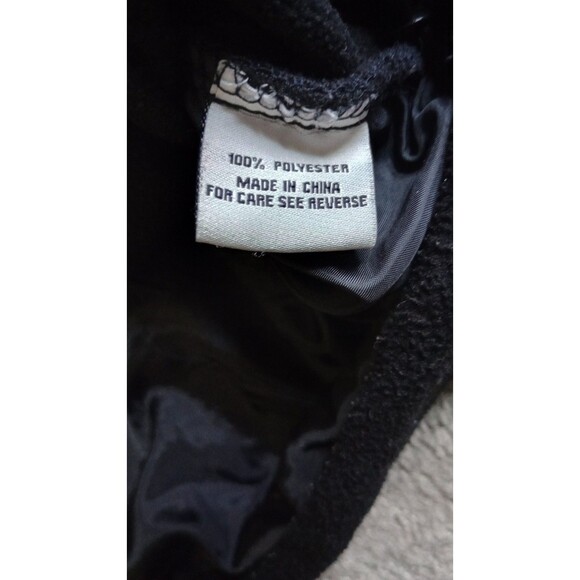 100% POLYESTER
MADE IN CHINA
FOR CARE SEE REVERSE